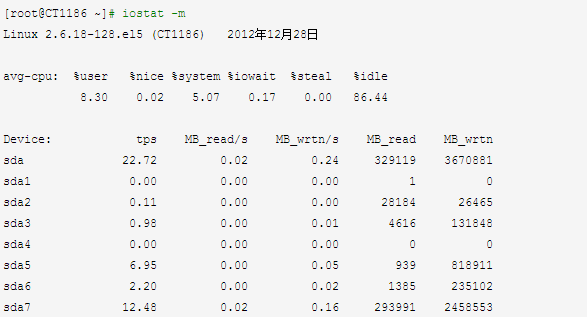 [root@CT1186 ~]# iostat -m
Linux 2.6.18-128.el5 (CT1186)   2012年12月28日
avg-cpu:  %user   %nice %system %iowait  %steal   %idle
           8.30    0.02    5.07    0.17    0.00   86.44
Device:            tps    MB_read/s    MB_wrtn/s    MB_read    MB_wrtn
sda              22.72         0.02         0.24     329119    3670881
sda1              0.00         0.00         0.00          1          0
sda2              0.11         0.00         0.00      28184      26465
sda3              0.98         0.00         0.01       4616     131848
sda4              0.00         0.00         0.00          0          0
sda5              6.95         0.00         0.05        939     818911
sda6              2.20         0.00         0.02       1385     235102
sda7             12.48         0.02         0.16     293991    2458553